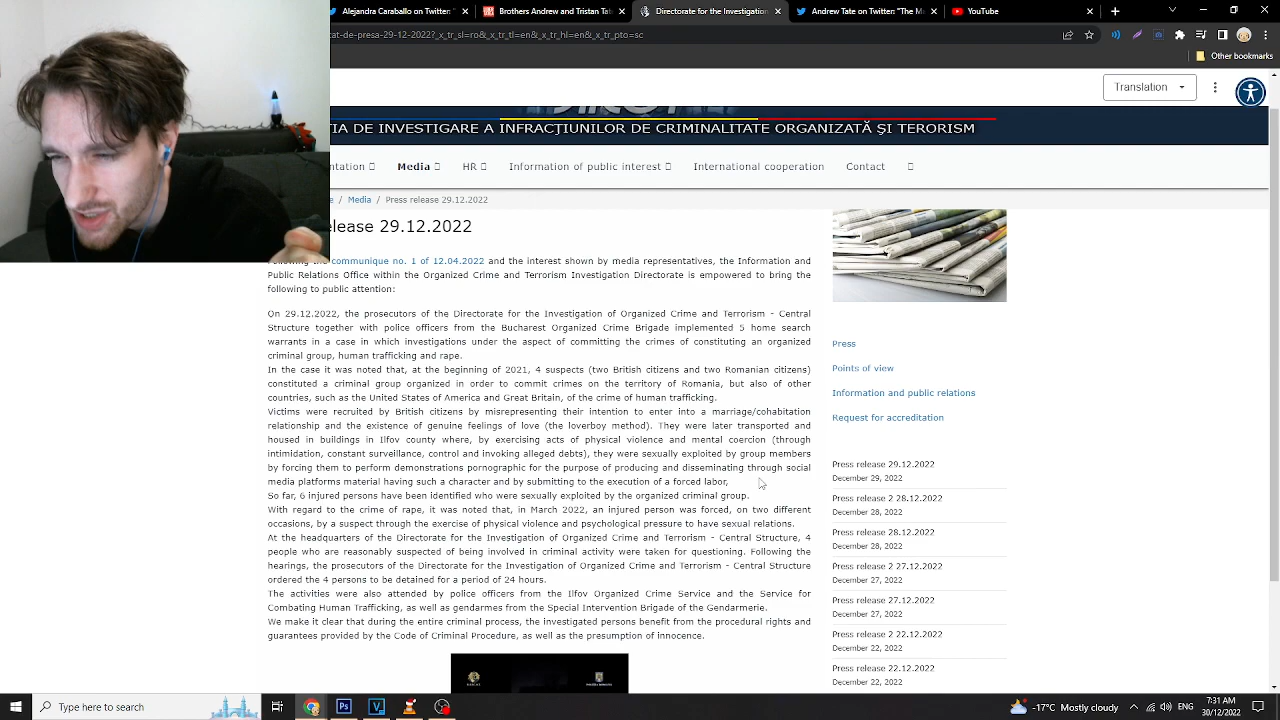 Alejandra Caraball
Brothers Andrew and Tristan Tate
DIICOT
Andrew Tate on Twitter: "The M
YouTube
at-de-presa-29-12-2022?_x_tr_sl=ro&_x_tr_tl=en&_x_tr_hl=en&_x_tr_pto=sc
Other bookmarks
Translation
IA DE INVESTIGARE A INFRACŢIUNILOR DE CRIMINALITATE ORGANIZATĂ ŞI TERORISM
ntation Media HR Information of public interest International cooperation Contact
e / Media / Press release 29.12.2022
elease 29.12.2022
Following the communique no. 1 of 12.04.2022 and the interest shown by media representatives, the Information and
Public Relations Office within the Organized Crime and Terrorism Investigation Directorate is empowered to bring the
following to public attention:
On 29.12.2022, the prosecutors of the Directorate for the Investigation of Organized Crime and Terrorism - Central
Structure together with police officers from the Bucharest Organized Crime Brigade implemented 5 home search
warrants in a case in which investigations under the aspect of committing the crimes of constituting an organized
criminal group, human trafficking and rape.
In the case it was noted that, at the beginning of 2021, 4 suspects (two British citizens and two Romanian citizens)
constituted a criminal group organized in order to commit crimes on the territory of Romania, but also of other
countries, such as the United States of America and Great Britain, of the crime of human trafficking.
Victims were recruited by British citizens by misrepresenting their intention to enter into a marriage/cohabitation
relationship and the existence of genuine feelings of love (the loverboy method). They were later transported and
housed in buildings in Ilfov county where, by exercising acts of physical violence and mental coercion (through
intimidation, constant surveillance, control and invoking alleged debts), they were sexually exploited by group members
by forcing them to perform demonstrations pornographic for the purpose of producing and disseminating through social
media platforms material having such a character and by submitting to the execution of a forced labor,
So far, 6 injured persons have been identified who were sexually exploited by the organized criminal group.
With regard to the crime of rape, it was noted that, in March 2022, an injured person was forced, on two different
occasions, by a suspect through the exercise of physical violence and psychological pressure to have sexual relations.
At the headquarters of the Directorate for the Investigation of Organized Crime and Terrorism - Central Structure, 4
people who are reasonably suspected of being involved in criminal activity were taken for questioning. Following the
hearings, the prosecutors of the Directorate for the Investigation of Organized Crime and Terrorism - Central Structure
ordered the 4 persons to be detained for a period of 24 hours.
The activities were also attended by police officers from the Ilfov Organized Crime Service and the Service for
Combating Human Trafficking, as well as gendarmes from the Special Intervention Brigade of the Gendarmerie.
We make it clear that during the entire criminal process, the investigated persons benefit from the procedural rights and
guarantees provided by the Code of Criminal Procedure, as well as the presumption of innocence.
Press
Points of view
Information and public relations
Request for accreditation
Press release 29.12.2022
December 29, 2022
Press release 2 28.12.2022
December 28, 2022
Press release 28.12.2022
December 28, 2022
Press release 2 27.12.2022
December 27, 2022
Press release 27.12.2022
December 27, 2022
Press release 2 22.12.2022
December 22, 2022
Press release 22.12.2022
December 22, 2022
Type here to search
-17°C Mostly cloudy
ENG
7:31 AM
30/12/2022